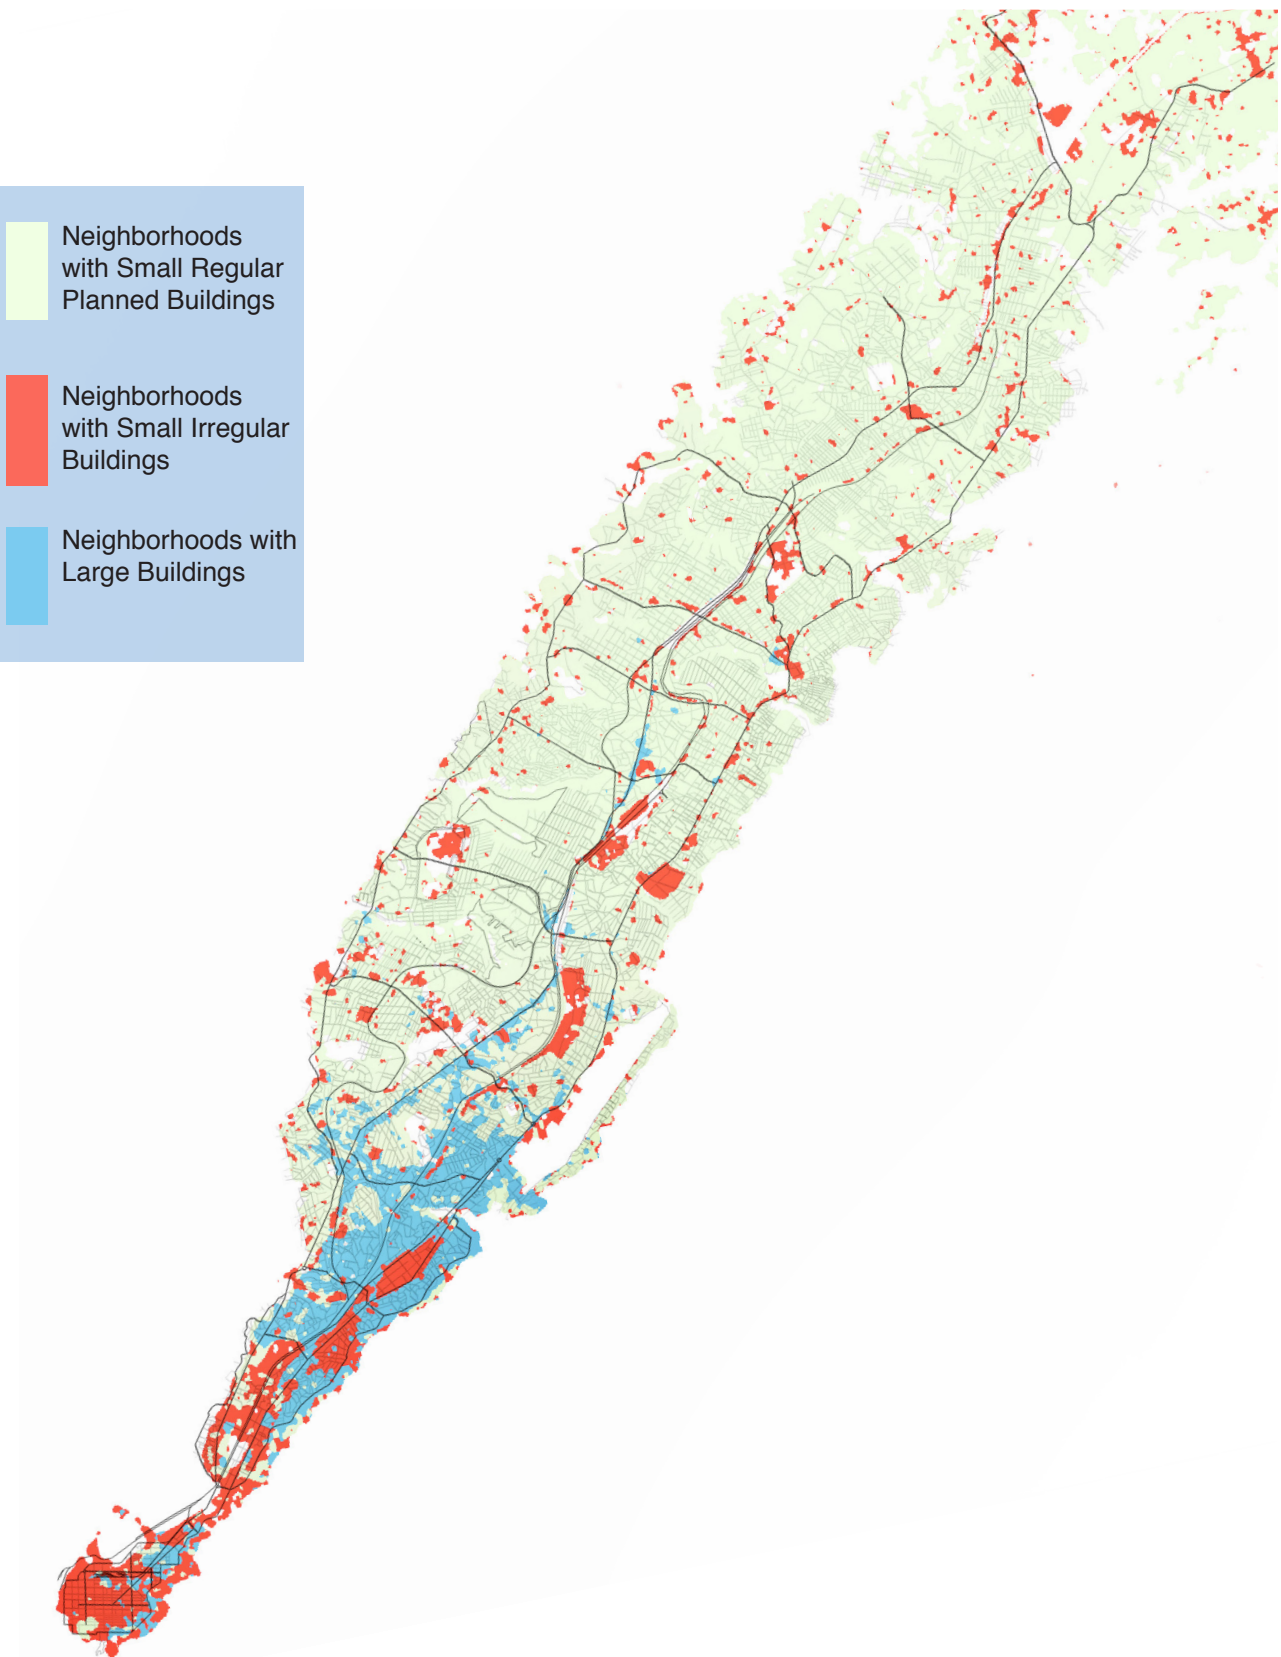 Neighborhoods
with Small Regular
Planned Buildings
Neighborhoods
with Small Irregular
Buildings
Neighborhoods with
Large Buildings